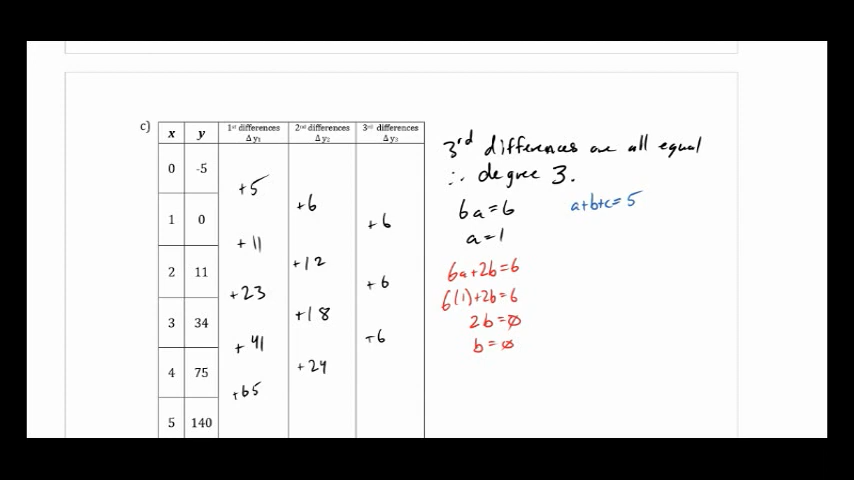 c)
x y 1st differences Δy₁ 2nd differences Δy₂ 3rd differences Δy₃
0 -5
+5
1 0
+6
+11
+6
2 11
+12
+23
+6
3 34
+18
+41
+6
4 75
+24
+65
5 140
3rd differences are all equal
∴ degree 3.
6a=6
a=1
6a+2b=6
6(1)+2b=6
2b=0
b=0
a+b+c=5